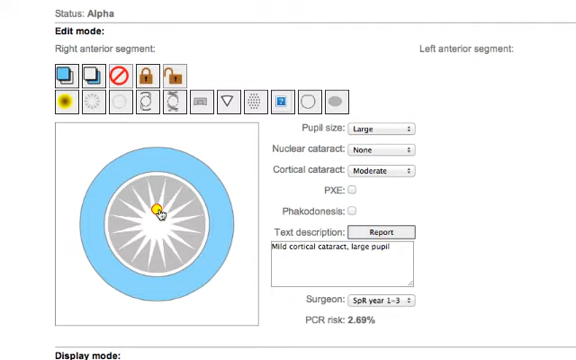 Status: Alpha
Edit mode:
Right anterior segment:
Left anterior segment:
Pupil size: Large
Nuclear cataract: None
Cortical cataract: Moderate
PXE:
Phakodonesis:
Text description: Report
Mild cortical cataract, large pupil
Surgeon: SpR year 1-3
PCR risk: 2.69%
Display mode: